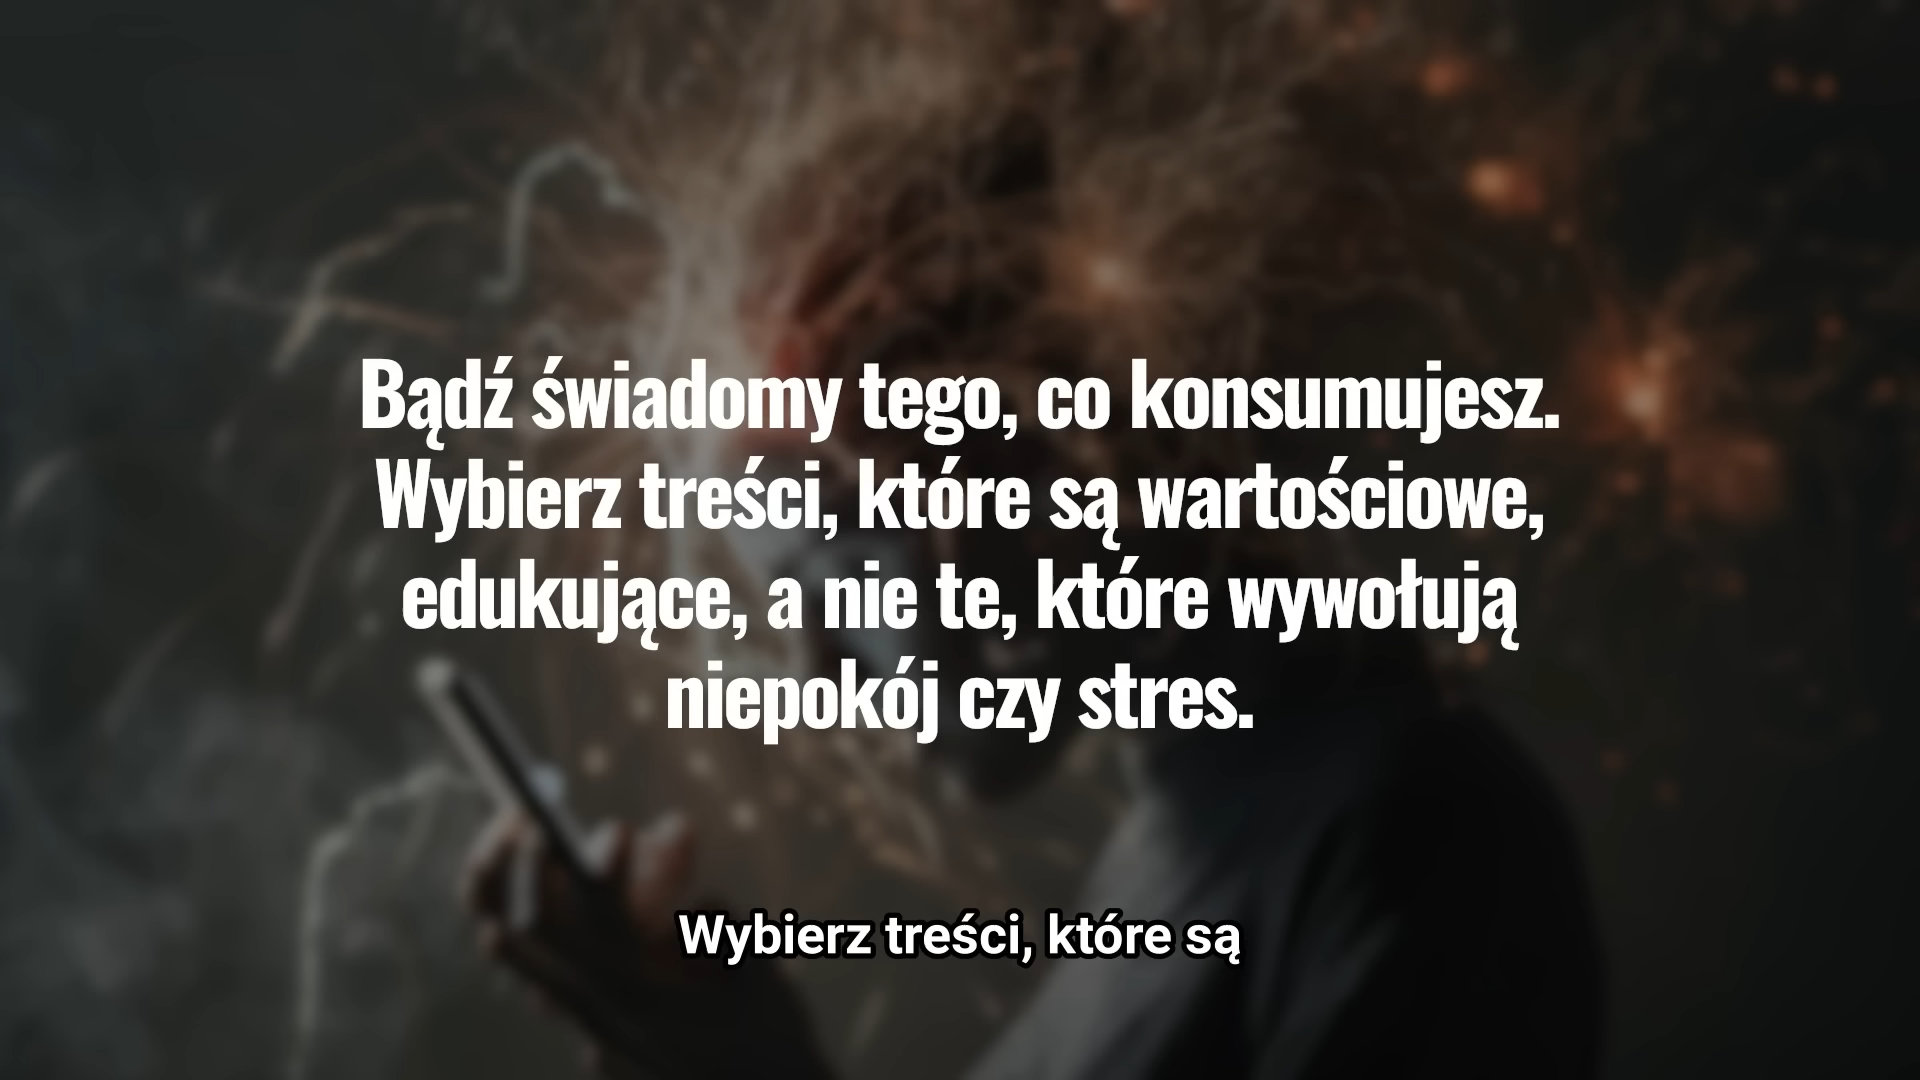 Bądź świadomy tego, co konsumujesz.
Wybierz treści, które są wartościowe,
edukujące, a nie te, które wywołują
niepokój czy stres.
Wybierz treści, które są